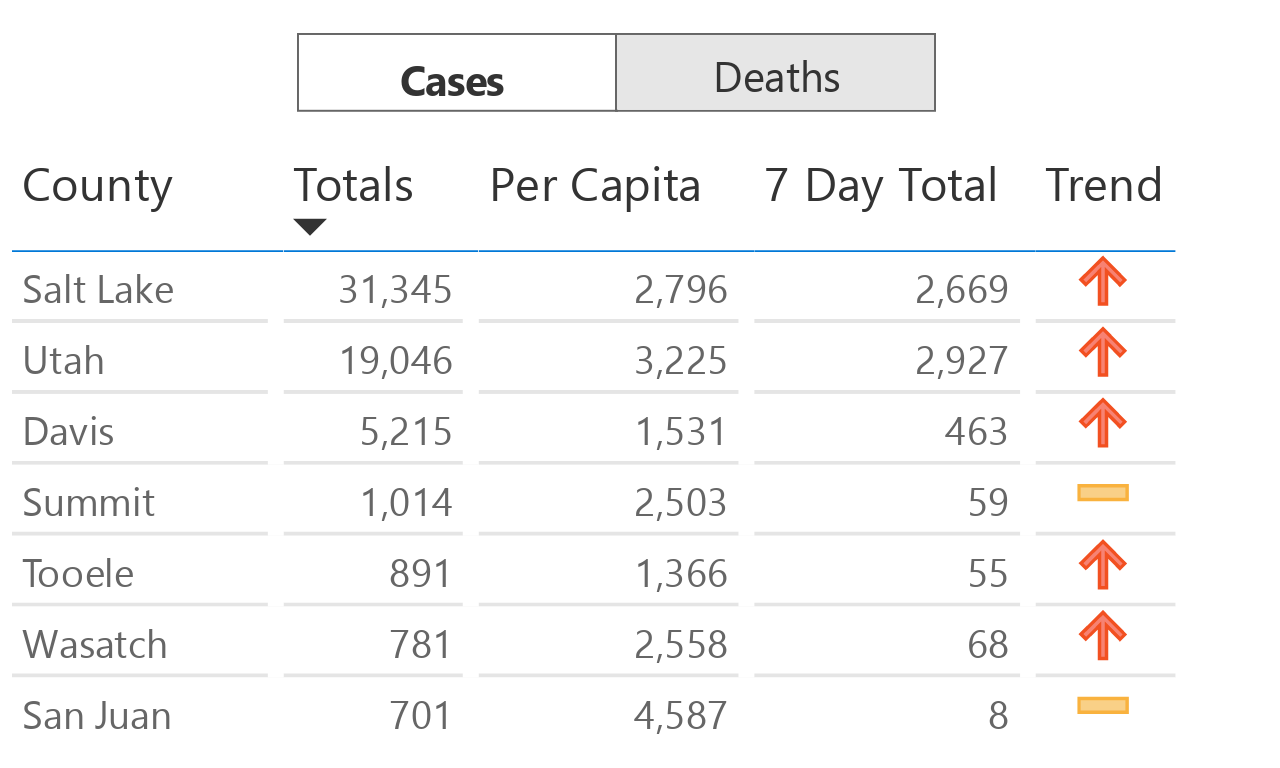 Cases Deaths
County Totals Per Capita 7 Day Total Trend
Salt Lake 31,345 2,796 2,669
Utah 19,046 3,225 2,927
Davis 5,215 1,531 463
Summit 1,014 2,503 59
Tooele 891 1,366 55
Wasatch 781 2,558 68
San Juan 701 4,587 8